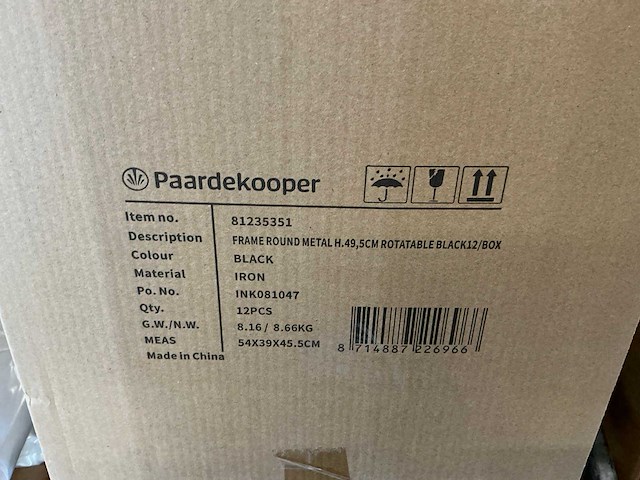 Paardekooper
Item no. 81235351
Description FRAME ROUND METAL H.49,5CM ROTATABLE BLACK12/BOX
Colour BLACK
Material IRON
Po. No. INK081047
Qty. 12PCS
G.W./N.W. 8.16 / 8.66KG
MEAS 54X39X45.5CM
Made in China
8 714887 226966